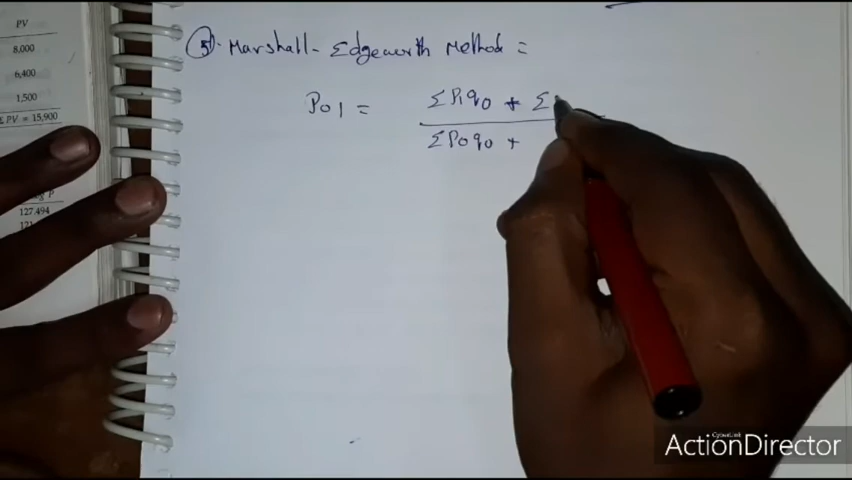 PV
8,000
6,400
1,500
Σ PV = 15,900
127.494
⑤. Marshall - Edgeworth Method =
P₀₁ = ΣP₁q₀ + Σ
ΣP₀q₀ +
CyberLink
ActionDirector